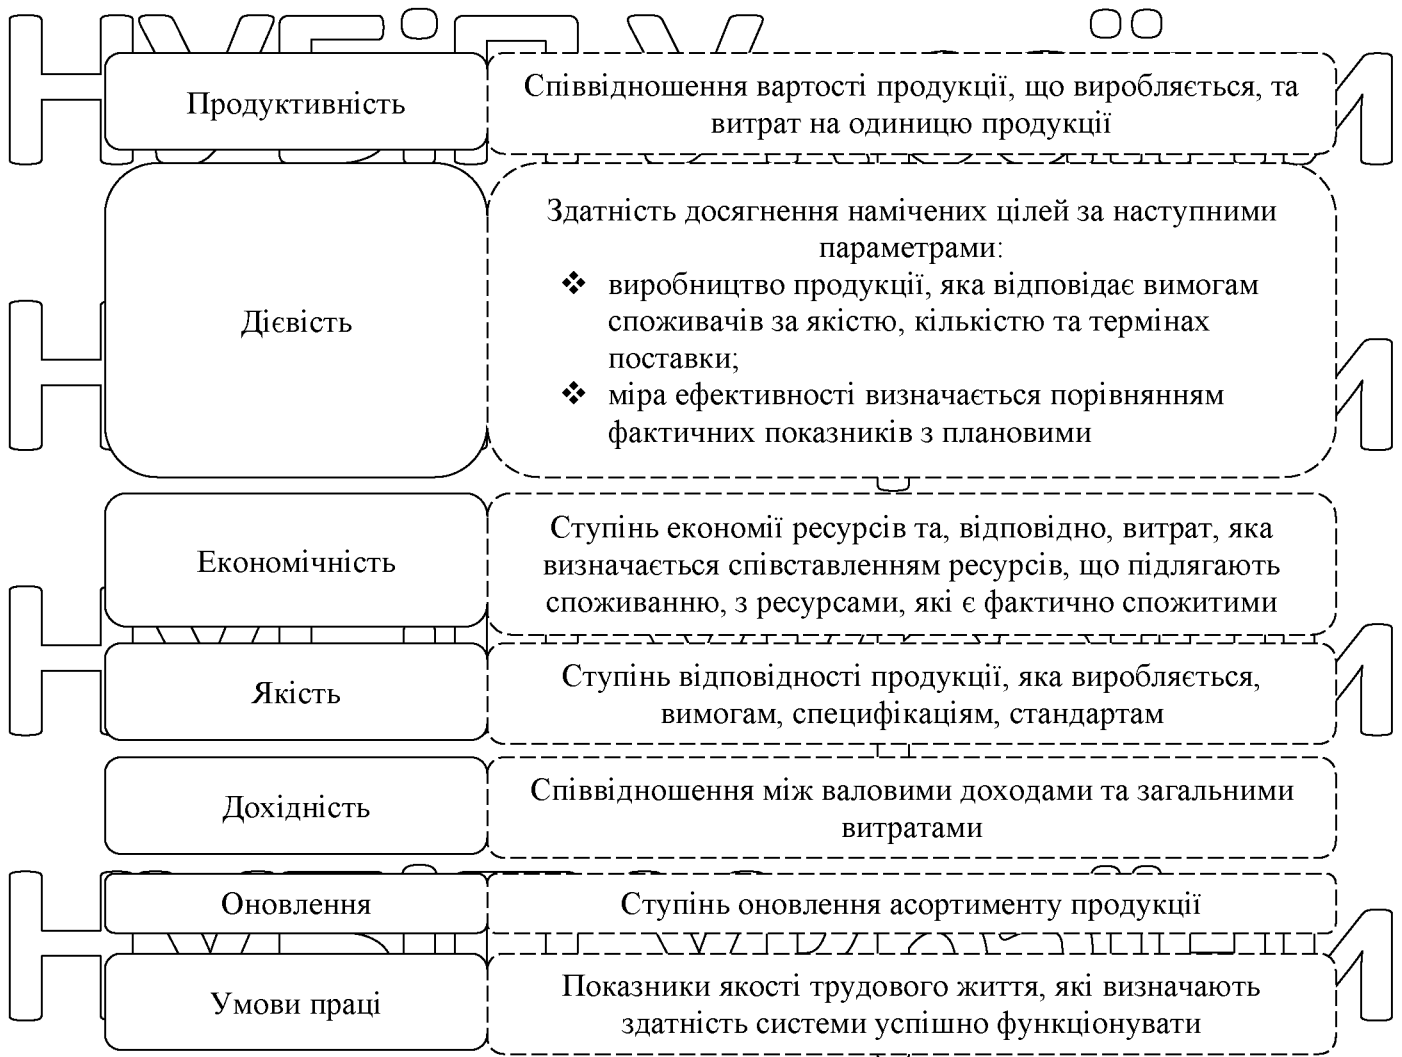 Продуктивність
Співвідношення вартості продукції, що виробляється, та
витрат на одиницю продукції
Дієвість
Здатність досягнення намічених цілей за наступними
параметрами:
❖ виробництво продукції, яка відповідає вимогам
споживачів за якістю, кількістю та термінах
поставки;
❖ міра ефективності визначається порівнянням
фактичних показників з плановими
Економічність
Ступінь економії ресурсів та, відповідно, витрат, яка
визначається співставленням ресурсів, що підлягають
споживанню, з ресурсами, які є фактично спожитими
Якість
Ступінь відповідності продукції, яка виробляється,
вимогам, специфікаціям, стандартам
Дохідність
Співвідношення між валовими доходами та загальними
витратами
Оновлення
Ступінь оновлення асортименту продукції
Умови праці
Показники якості трудового життя, які визначають
здатність системи успішно функціонувати